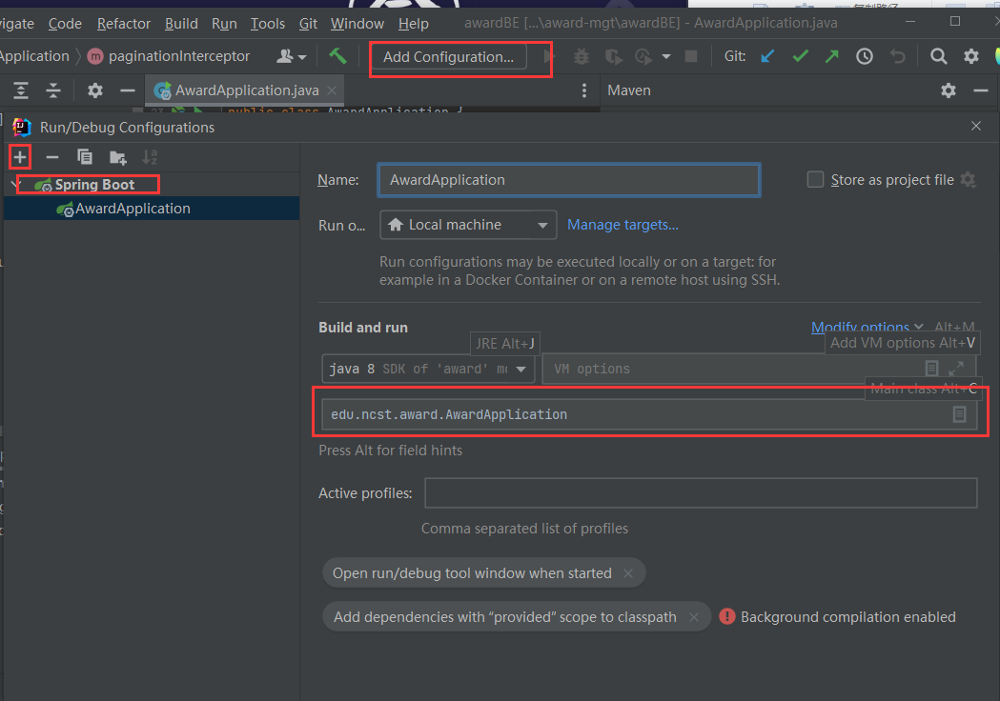 复制路径
igate Code Refactor Build Run Tools Git Window Help awardBE [...\award-mgt\awardBE] - AwardApplication.java
Application m paginationInterceptor Add Configuration... Git:
AwardApplication.java Maven
27 public class AwardApplication {
Run/Debug Configurations
Spring Boot
AwardApplication
Name: AwardApplication Store as project file
Run o... Local machine Manage targets...
Run configurations may be executed locally or on a target: for
example in a Docker Container or on a remote host using SSH.
Build and run Modify options Alt+M
JRE Alt+J Add VM options Alt+V
java 8 SDK of 'award' m VM options
Main class Alt+C
edu.ncst.award.AwardApplication
Press Alt for field hints
Active profiles:
Comma separated list of profiles
Open run/debug tool window when started
Add dependencies with “provided” scope to classpath Background compilation enabled